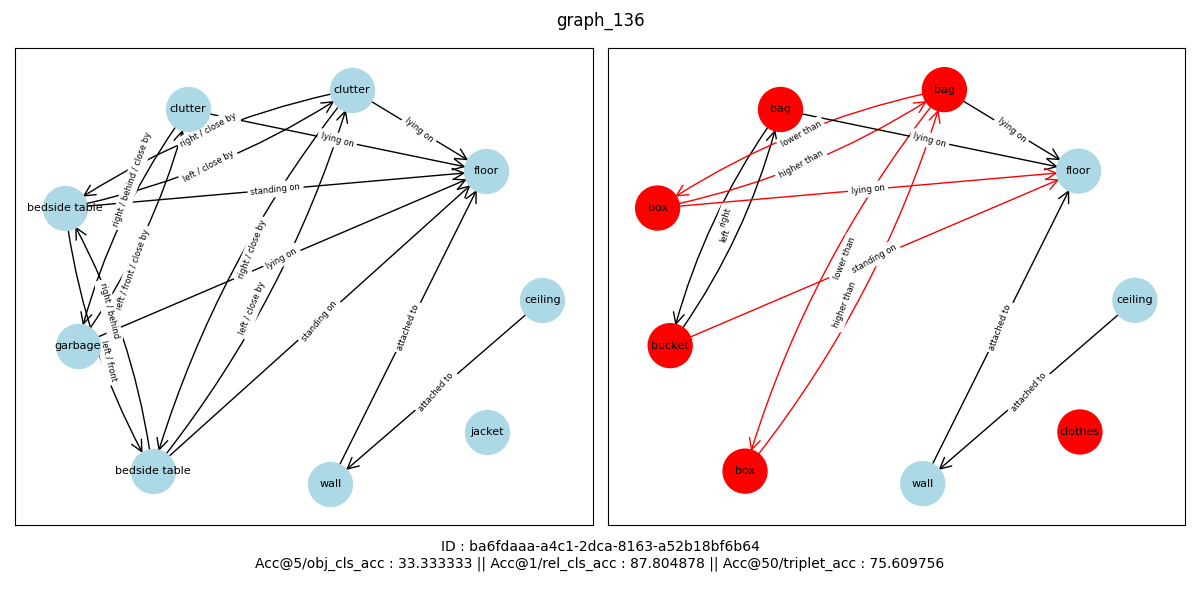 graph_136
clutter
clutter
right / close by
lying on
lying on
left / close by
right / behind / close by
floor
standing on
bedside table
left / front / close by
right / close by
lying on
ceiling
right / behind
left / close by
standing on
attached to
garbage
left / front
attached to
jacket
bedside table
wall
bag
bag
lower than
lying on
lying on
higher than
floor
lying on
box
right
left
lower than
standing on
ceiling
higher than
attached to
bucket
attached to
clothes
box
wall
ID : ba6fdaaa-a4c1-2dca-8163-a52b18bf6b64
Acc@5/obj_cls_acc : 33.333333 || Acc@1/rel_cls_acc : 87.804878 || Acc@50/triplet_acc : 75.609756